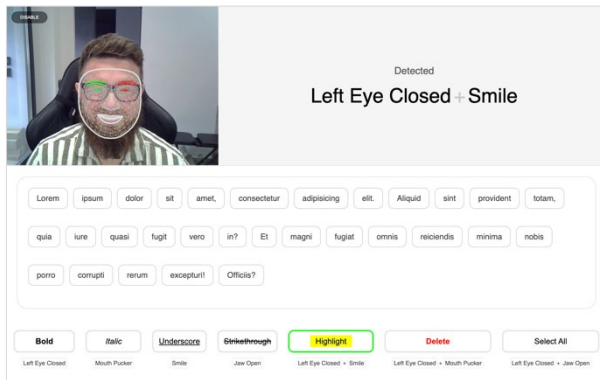 DISABLE
Detected
Left Eye Closed + Smile
Lorem ipsum dolor sit amet, consectetur adipisicing elit. Aliquid sint provident totam,
quia iure quasi fugit vero in? Et magni fugiat omnis reiciendis minima nobis
porro corrupti rerum excepturi! Officiis?
Bold Italic Underscore Strikethrough Highlight Delete Select All
Left Eye Closed Mouth Pucker Smile Jaw Open Left Eye Closed + Smile Left Eye Closed + Mouth Pucker Left Eye Closed + Jaw Open